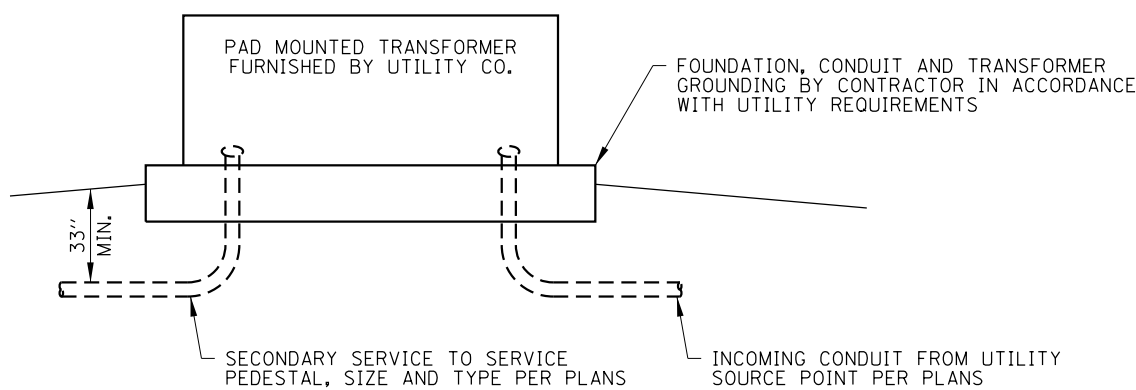 PAD MOUNTED TRANSFORMER
FURNISHED BY UTILITY CO.
FOUNDATION, CONDUIT AND TRANSFORMER
GROUNDING BY CONTRACTOR IN ACCORDANCE
WITH UTILITY REQUIREMENTS
33"
MIN.
SECONDARY SERVICE TO SERVICE
PEDESTAL, SIZE AND TYPE PER PLANS
INCOMING CONDUIT FROM UTILITY
SOURCE POINT PER PLANS